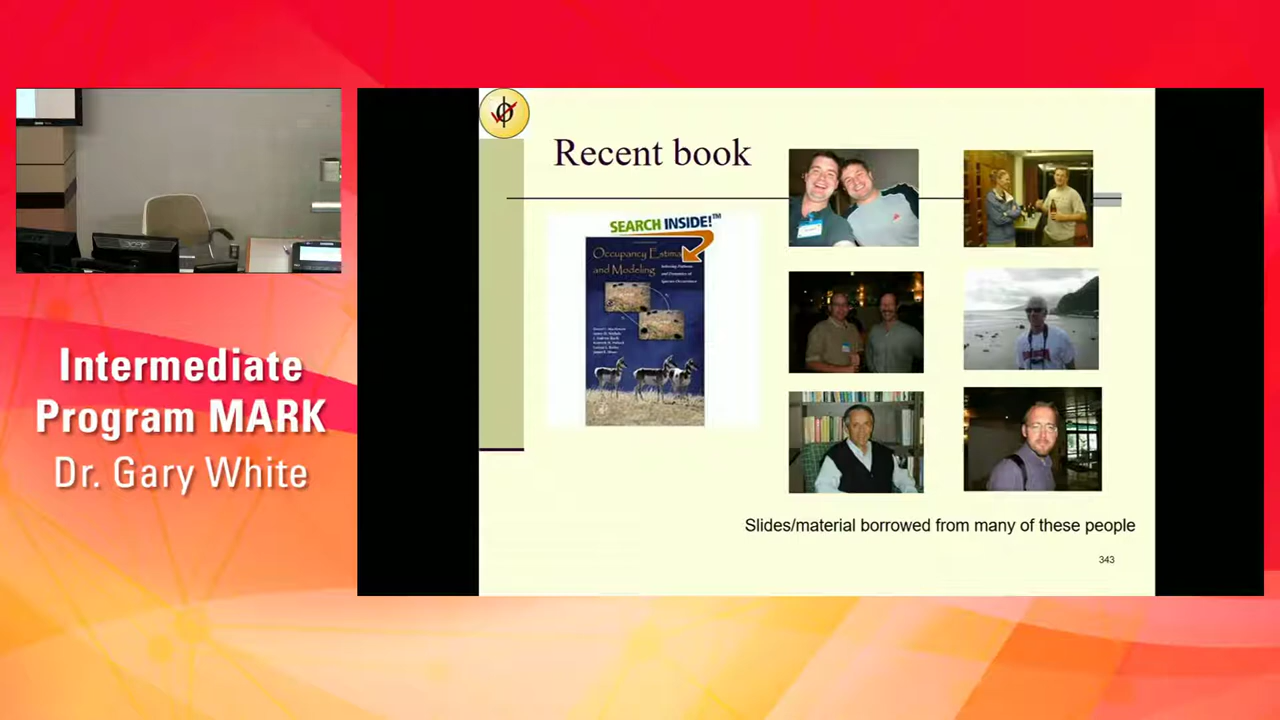 Intermediate
Program MARK
Dr. Gary White
Recent book
SEARCH INSIDE!™
Occupancy Estima
and Modeling
Slides/material borrowed from many of these people
343